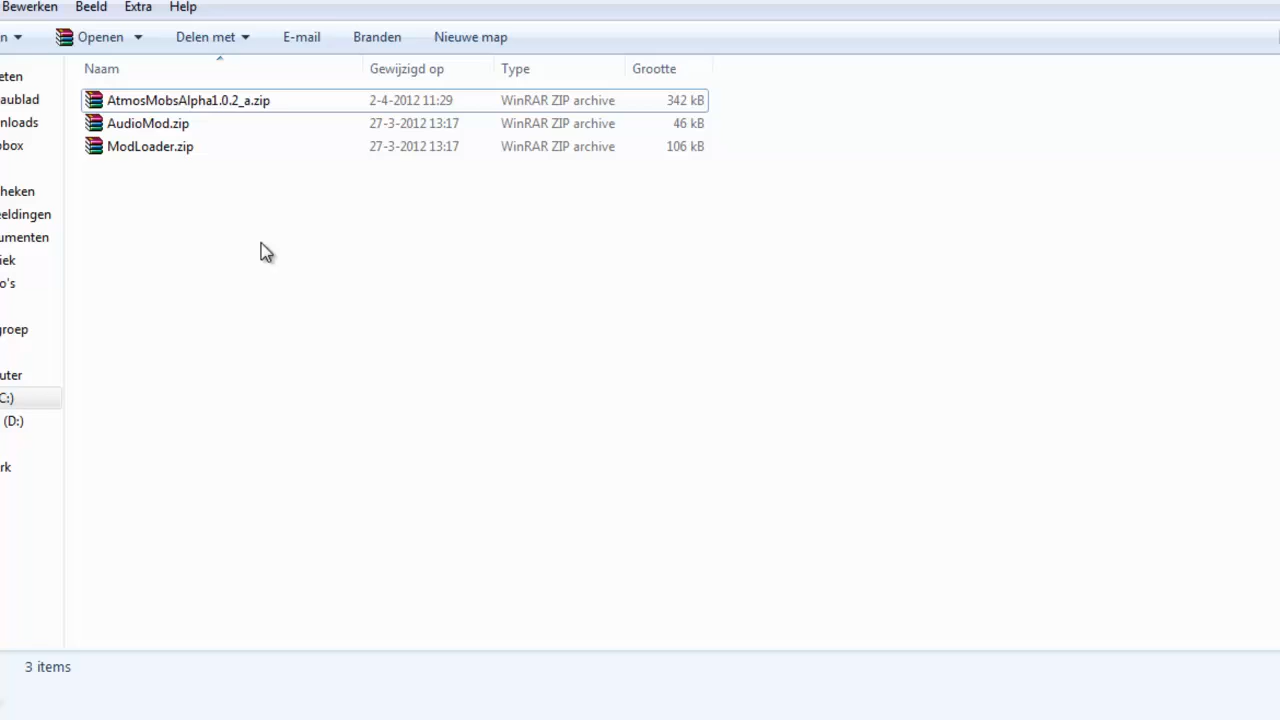 Bewerken Beeld Extra Help
n Openen Delen met E-mail Branden Nieuwe map
Naam Gewijzigd op Type Grootte
AtmosMobsAlpha1.0.2_a.zip 2-4-2012 11:29 WinRAR ZIP archive 342 kB
AudioMod.zip 27-3-2012 13:17 WinRAR ZIP archive 46 kB
ModLoader.zip 27-3-2012 13:17 WinRAR ZIP archive 106 kB
eten
aublad
nloads
box
heken
eeldingen
umenten
iek
o's
groep
uter
C:)
(D:)
rk
3 items